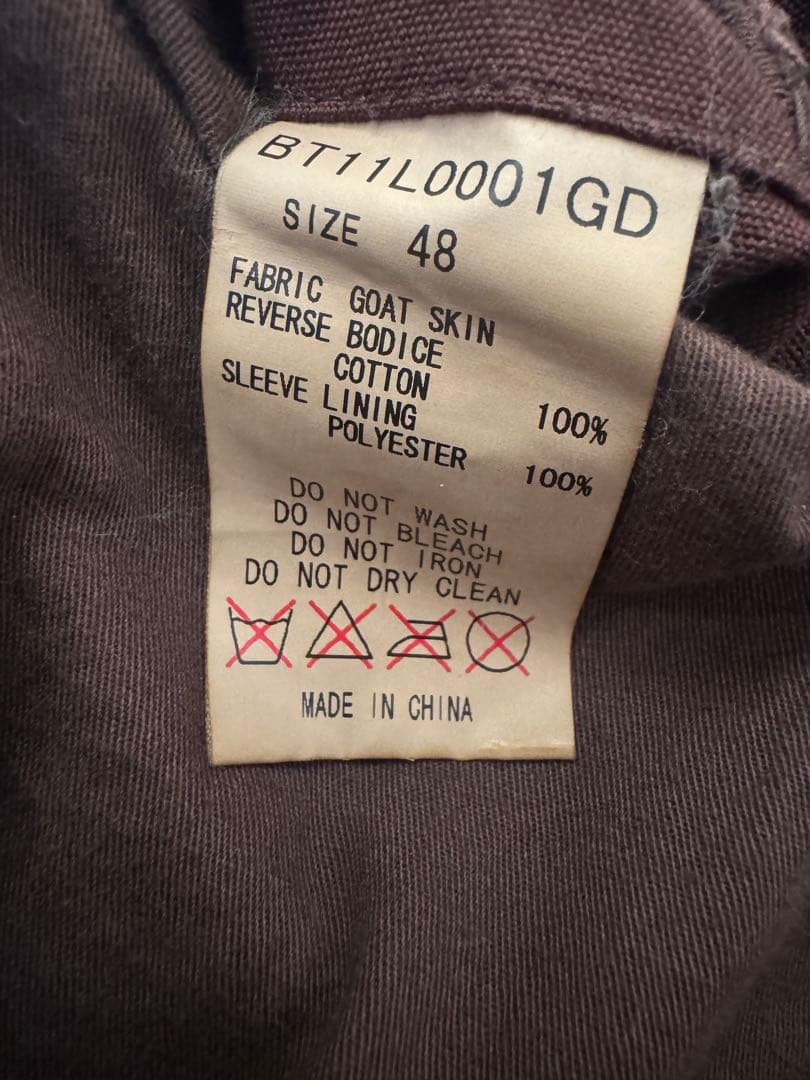 BT11L0001GD
SIZE 48
FABRIC GOAT SKIN
REVERSE BODICE
COTTON 100%
SLEEVE LINING
POLYESTER 100%
DO NOT WASH
DO NOT BLEACH
DO NOT IRON
DO NOT DRY CLEAN
MADE IN CHINA